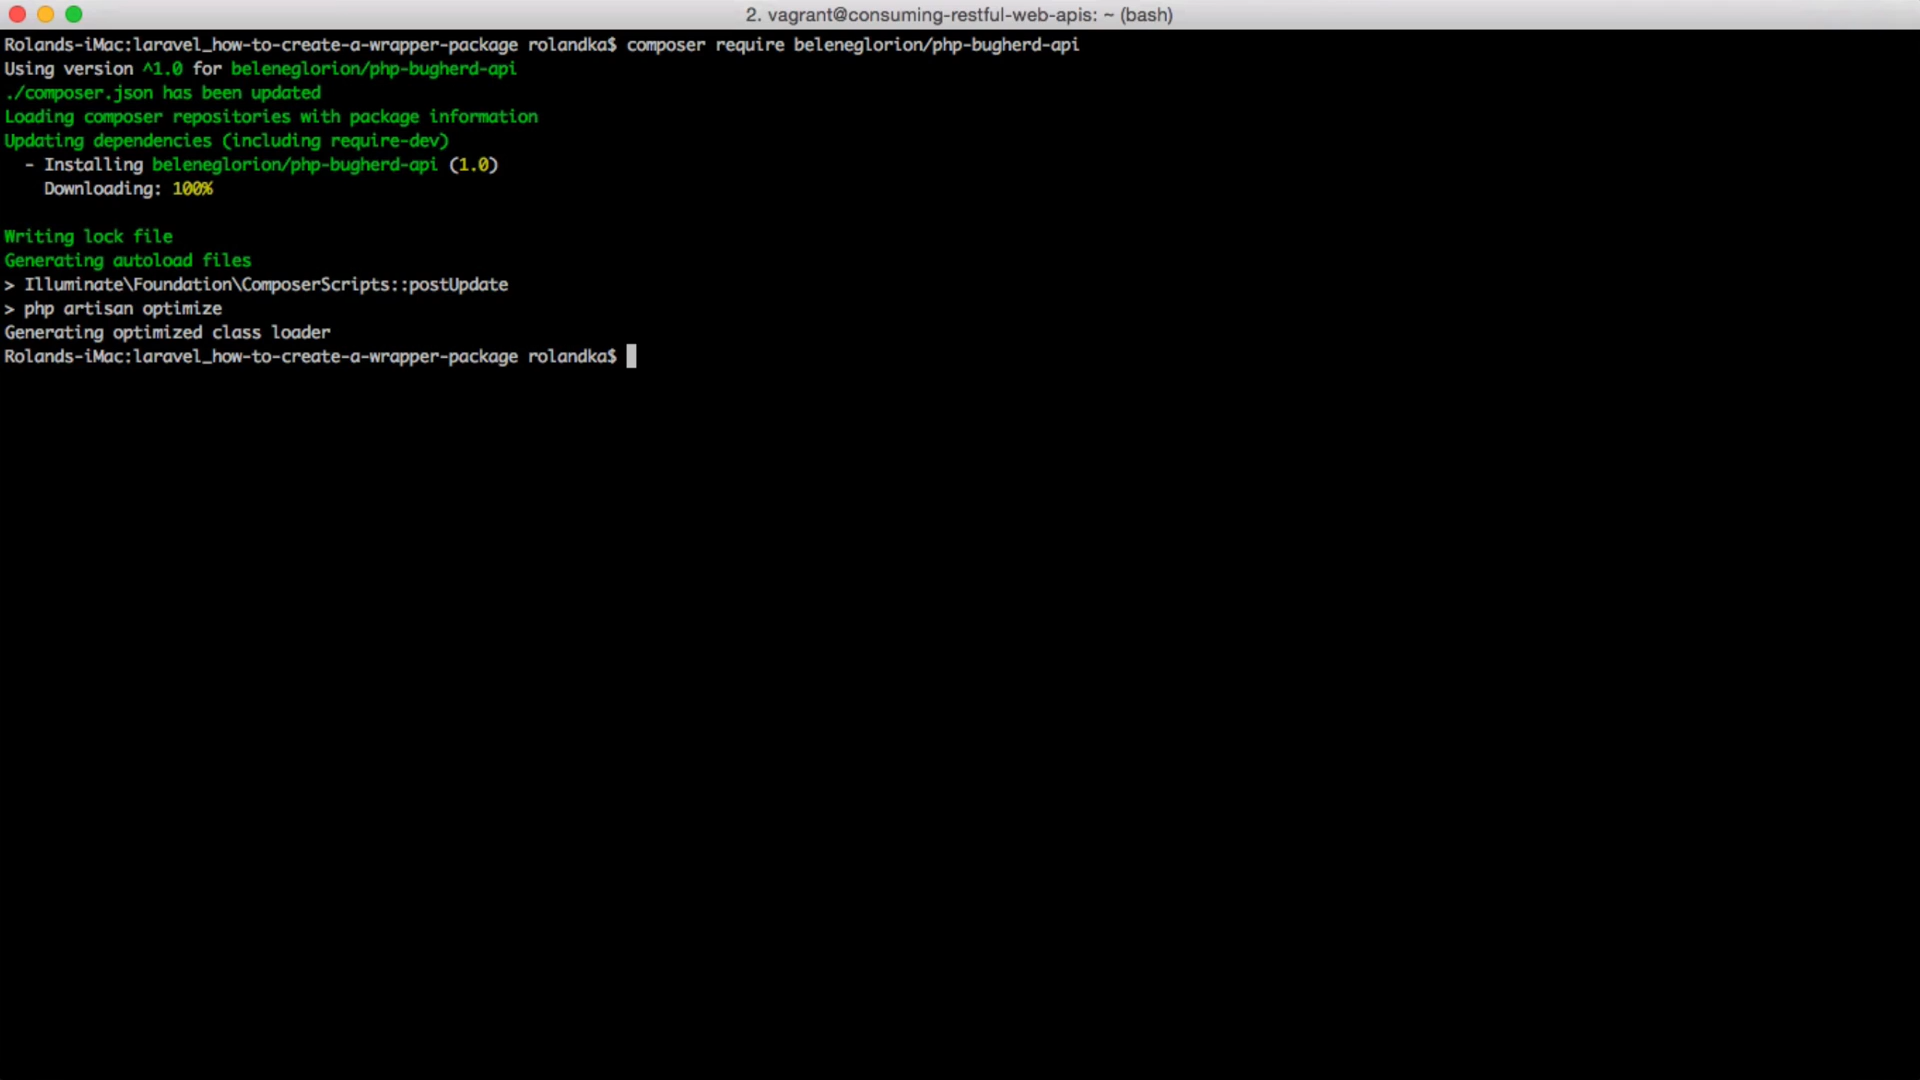 2. vagrant@consuming-restful-web-apis: ~ (bash)
Rolands-iMac:laravel_how-to-create-a-wrapper-package rolandka$ composer require beleneglorion/php-bugherd-api
Using version ^1.0 for beleneglorion/php-bugherd-api
./composer.json has been updated
Loading composer repositories with package information
Updating dependencies (including require-dev)
  - Installing beleneglorion/php-bugherd-api (1.0)
    Downloading: 100%

Writing lock file
Generating autoload files
> Illuminate\Foundation\ComposerScripts::postUpdate
> php artisan optimize
Generating optimized class loader
Rolands-iMac:laravel_how-to-create-a-wrapper-package rolandka$